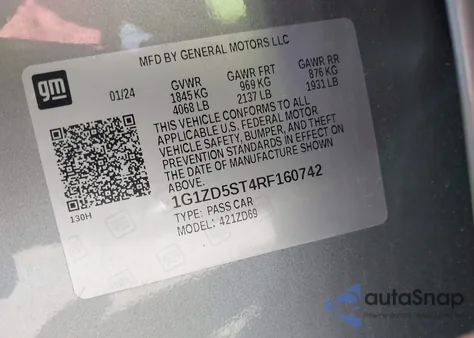 MFD BY GENERAL MOTORS LLC
gm
01/24
GVWR
1845 KG
4068 LB
GAWR FRT
969 KG
2137 LB
GAWR RR
876 KG
1931 LB
THIS VEHICLE CONFORMS TO ALL
APPLICABLE U.S. FEDERAL MOTOR
VEHICLE SAFETY, BUMPER, AND THEFT
PREVENTION STANDARDS IN EFFECT ON
THE DATE OF MANUFACTURE SHOWN
ABOVE.
1G1ZD5ST4RF160742
TYPE: PASS CAR
MODEL: 421ZD69
130H
autaSnap